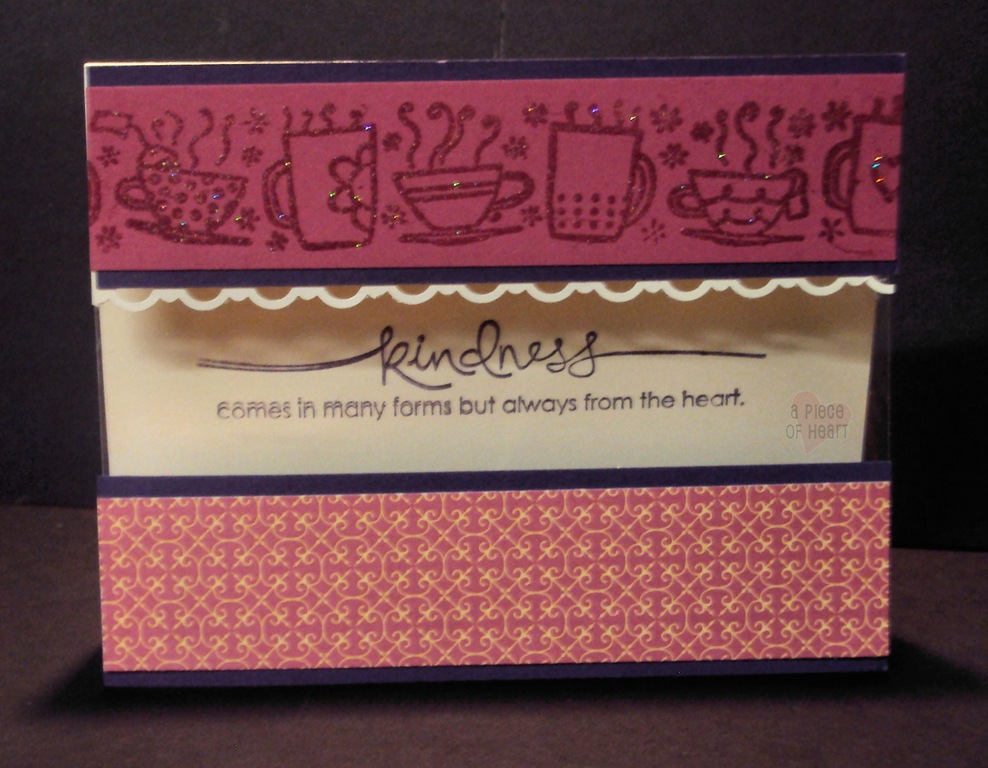 kindness
comes in many forms but always from the heart.
a Piece
OF Heart